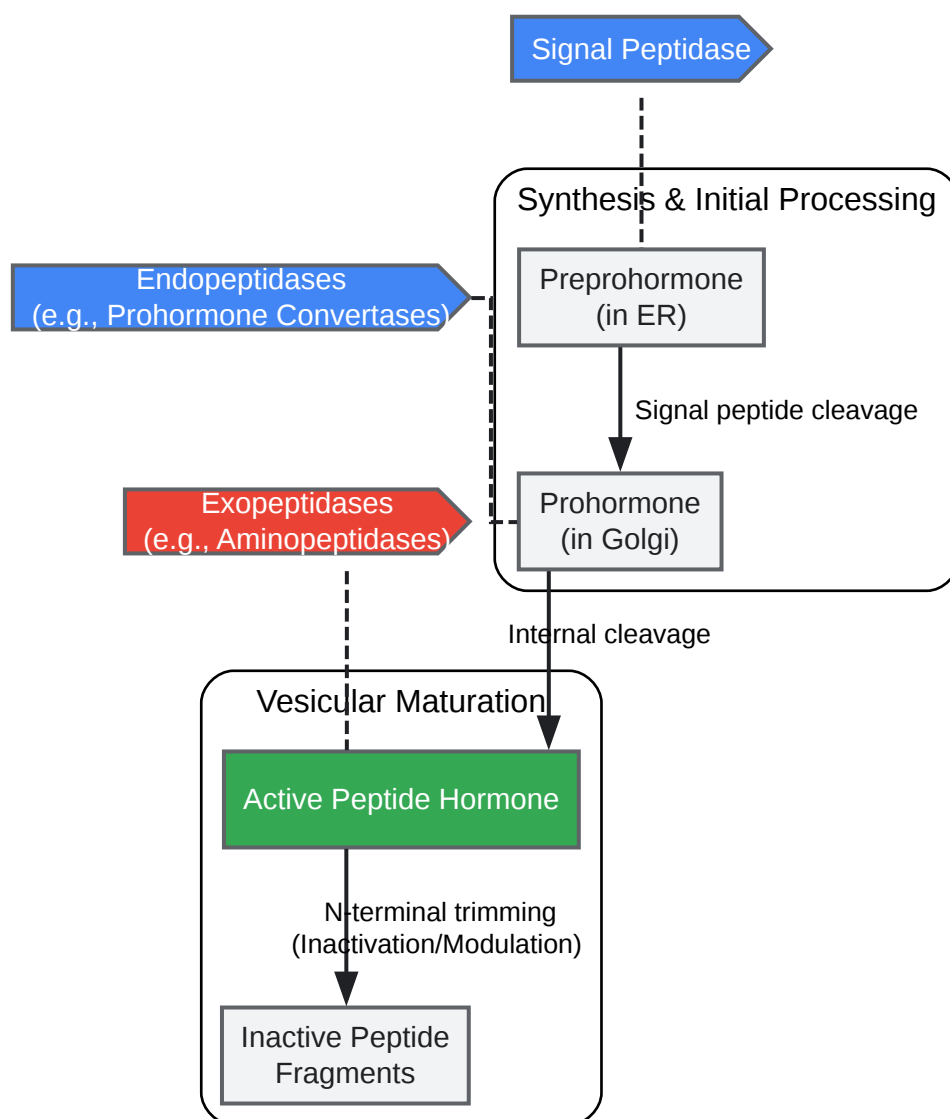 Signal Peptidase
Synthesis & Initial Processing
Endopeptidases
(e.g., Prohormone Convertases)
Preprohormone
(in ER)
Signal peptide cleavage
Exopeptidases
(e.g., Aminopeptidases)
Prohormone
(in Golgi)
Internal cleavage
Vesicular Maturation
Active Peptide Hormone
N-terminal trimming
(Inactivation/Modulation)
Inactive Peptide
Fragments